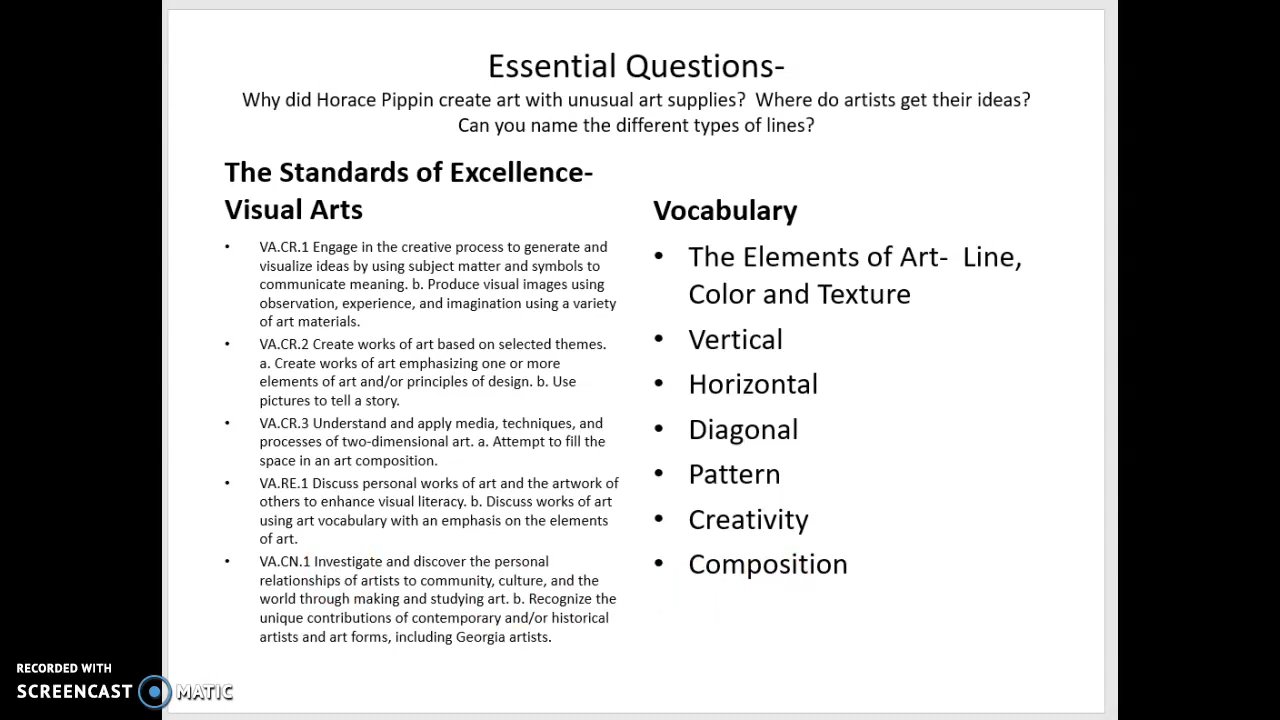 Essential Questions-
Why did Horace Pippin create art with unusual art supplies?  Where do artists get their ideas?
Can you name the different types of lines?
The Standards of Excellence-
Visual Arts
• VA.CR.1 Engage in the creative process to generate and
visualize ideas by using subject matter and symbols to
communicate meaning. b. Produce visual images using
observation, experience, and imagination using a variety
of art materials.
• VA.CR.2 Create works of art based on selected themes.
a. Create works of art emphasizing one or more
elements of art and/or principles of design. b. Use
pictures to tell a story.
• VA.CR.3 Understand and apply media, techniques, and
processes of two-dimensional art. a. Attempt to fill the
space in an art composition.
• VA.RE.1 Discuss personal works of art and the artwork of
others to enhance visual literacy. b. Discuss works of art
using art vocabulary with an emphasis on the elements
of art.
• VA.CN.1 Investigate and discover the personal
relationships of artists to community, culture, and the
world through making and studying art. b. Recognize the
unique contributions of contemporary and/or historical
artists and art forms, including Georgia artists.
Vocabulary
• The Elements of Art-  Line,
Color and Texture
• Vertical
• Horizontal
• Diagonal
• Pattern
• Creativity
• Composition
RECORDED WITH
SCREENCAST MATIC